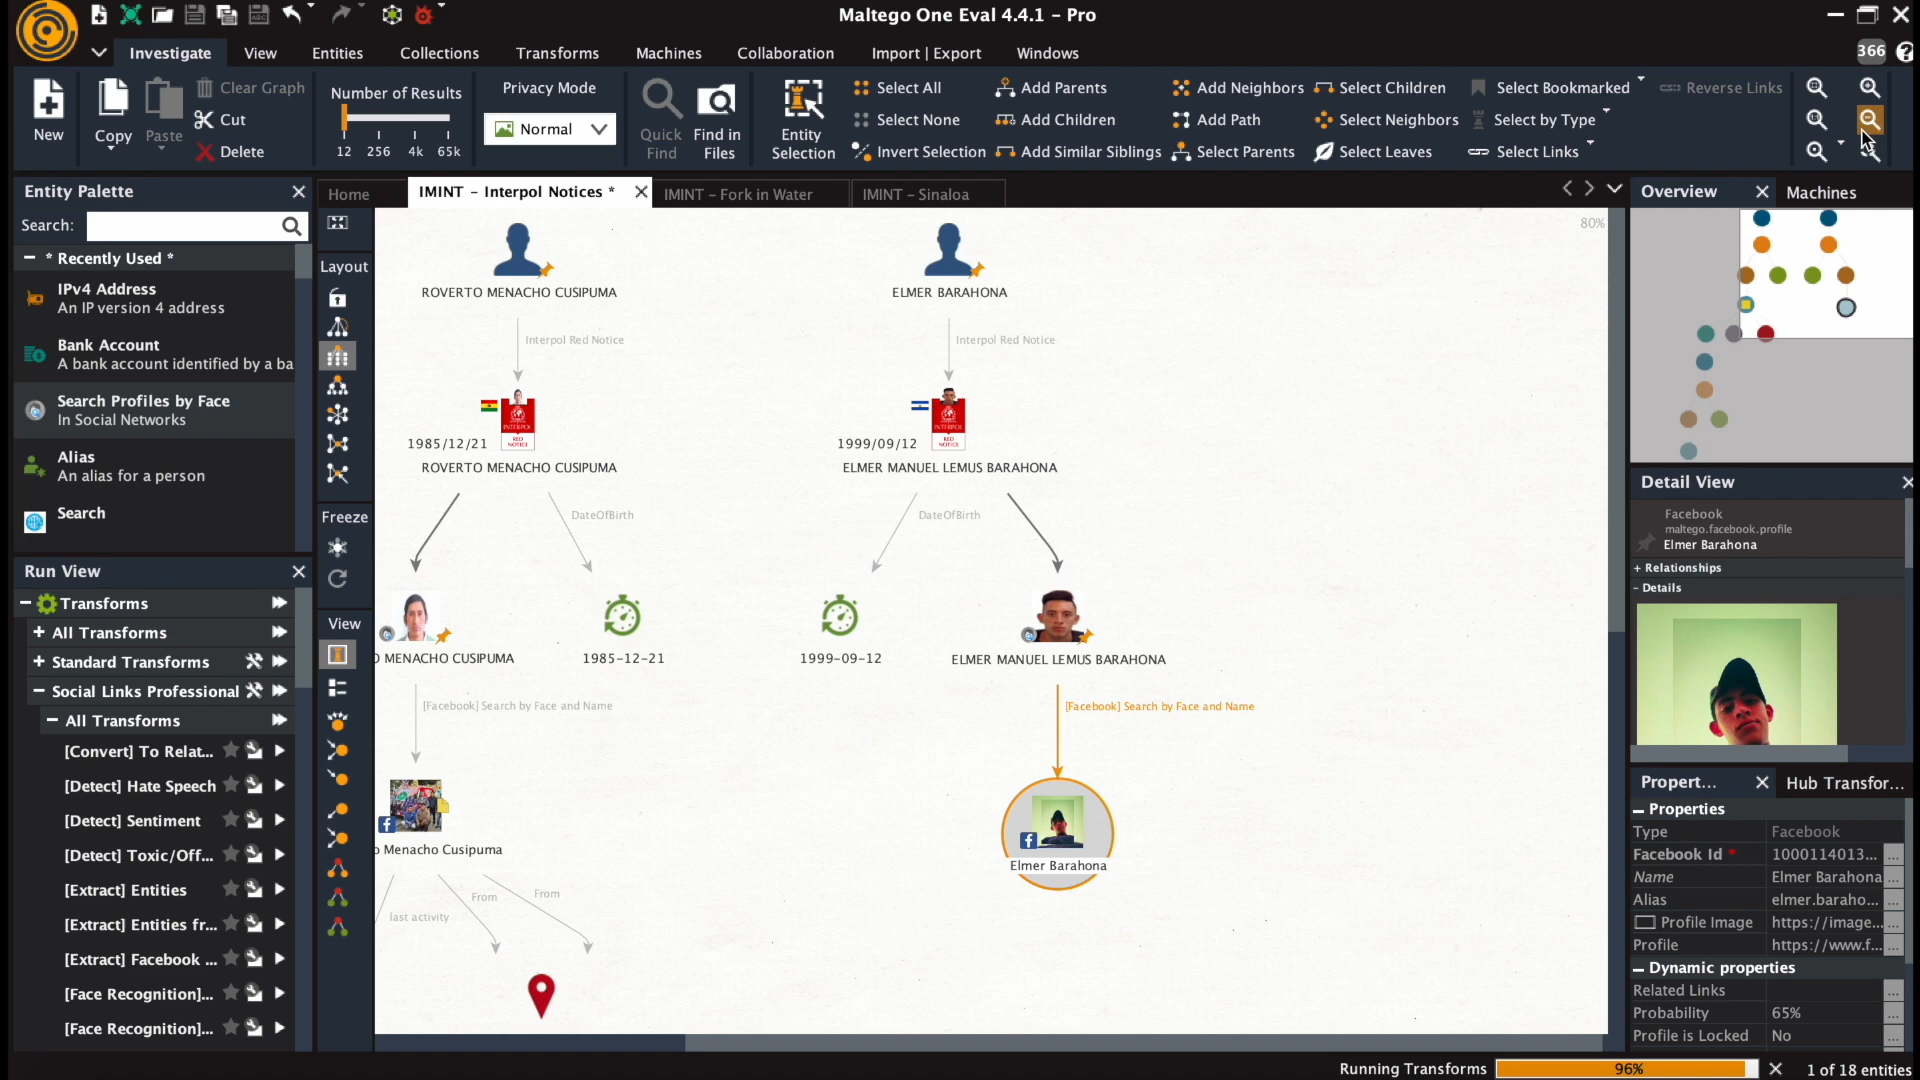 Maltego One Eval 4.4.1 – Pro
Investigate View Entities Collections Transforms Machines Collaboration Import | Export Windows
366
New
Copy
Paste
Clear Graph
Cut
Delete
Number of Results
12 256 4k 65k
Privacy Mode
Normal
Quick Find
Find in Files
Entity Selection
Select All
Select None
Invert Selection
Add Parents
Add Children
Add Similar Siblings
Add Neighbors
Add Path
Select Parents
Select Children
Select Neighbors
Select Leaves
Select Bookmarked
Select by Type
Select Links
Reverse Links
Entity Palette
Search:
* Recently Used *
IPv4 Address
An IP version 4 address
Bank Account
A bank account identified by a ba
Search Profiles by Face
In Social Networks
Alias
An alias for a person
Search
Run View
Transforms
All Transforms
Standard Transforms
Social Links Professional
All Transforms
[Convert] To Relat...
[Detect] Hate Speech
[Detect] Sentiment
[Detect] Toxic/Off...
[Extract] Entities
[Extract] Entities fr...
[Extract] Facebook ...
[Face Recognition]...
[Face Recognition]...
Home
IMINT – Interpol Notices *
IMINT – Fork in Water
IMINT – Sinaloa
Layout
Freeze
View
80%
ROVERTO MENACHO CUSIPUMA
ELMER BARAHONA
Interpol Red Notice
Interpol Red Notice
INTERPOL
RED NOTICE
INTERPOL
RED NOTICE
1985/12/21
1999/09/12
ROVERTO MENACHO CUSIPUMA
ELMER MANUEL LEMUS BARAHONA
DateOfBirth
DateOfBirth
O MENACHO CUSIPUMA
1985-12-21
1999-09-12
ELMER MANUEL LEMUS BARAHONA
[Facebook] Search by Face and Name
[Facebook] Search by Face and Name
o Menacho Cusipuma
Elmer Barahona
last activity
From
From
Overview
Machines
Detail View
Facebook
maltego.facebook.profile
Elmer Barahona
+ Relationships
- Details
Propert...
Hub Transfor...
Properties
Type Facebook
Facebook Id * 1000114013...
Name Elmer Barahona
Alias elmer.baraho...
Profile Image https://image...
Profile https://www.f...
Dynamic properties
Related Links
Probability 65%
Profile is Locked No
Running Transforms 96%
1 of 18 entities